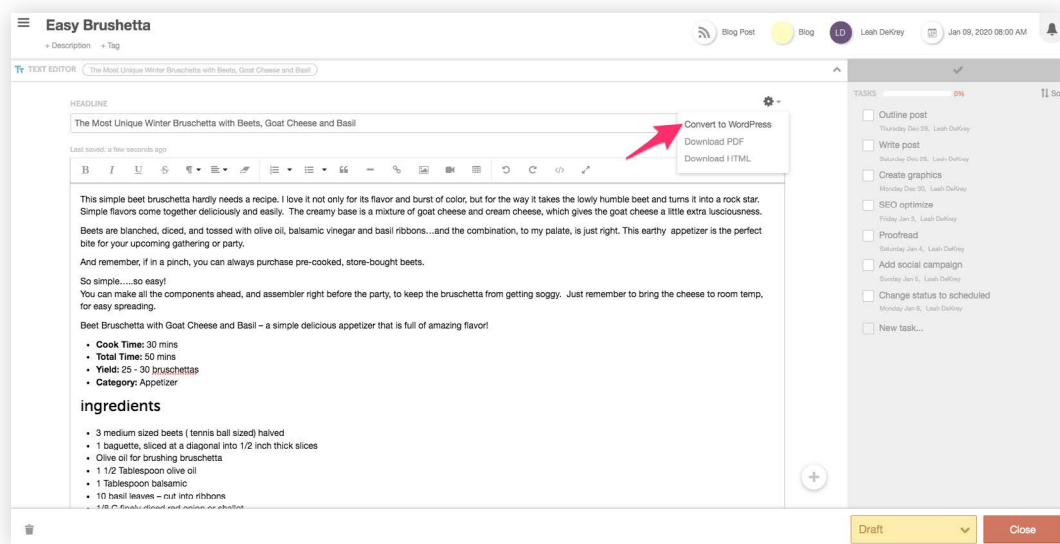 Easy Brushetta
+ Description + Tag
Blog Post
Blog
LD
Leah DeKrey
Jan 09, 2020 08:00 AM
Tт TEXT EDITOR
The Most Unique Winter Bruschetta with Beets, Goat Cheese and Basil
HEADLINE
The Most Unique Winter Bruschetta with Beets, Goat Cheese and Basil
Convert to WordPress
Download PDF
Download HTML
Last saved: a few seconds ago
B I U S
This simple beet bruschetta hardly needs a recipe. I love it not only for its flavor and burst of color, but for the way it takes the lowly humble beet and turns it into a rock star.
Simple flavors come together deliciously and easily. The creamy base is a mixture of goat cheese and cream cheese, which gives the goat cheese a little extra lusciousness.
Beets are blanched, diced, and tossed with olive oil, balsamic vinegar and basil ribbons…and the combination, to my palate, is just right. This earthy appetizer is the perfect
bite for your upcoming gathering or party.
And remember, if in a pinch, you can always purchase pre-cooked, store-bought beets.
So simple…..so easy!
You can make all the components ahead, and assembler right before the party, to keep the bruschetta from getting soggy. Just remember to bring the cheese to room temp,
for easy spreading.
Beet Bruschetta with Goat Cheese and Basil – a simple delicious appetizer that is full of amazing flavor!
• Cook Time: 30 mins
• Total Time: 50 mins
• Yield: 25 - 30 bruschettas
• Category: Appetizer
ingredients
• 3 medium sized beets ( tennis ball sized) halved
• 1 baguette, sliced at a diagonal into 1/2 inch thick slices
• Olive oil for brushing bruschetta
• 1 1/2 Tablespoon olive oil
• 1 Tablespoon balsamic
• 10 basil leaves – cut into ribbons
• 1/8 C finely diced red onion or shallot
TASKS 0% So
Outline post
Leah DeKrey
Write post
Leah DeKrey
Create graphics
Monday Dec 30, Leah DeKrey
SEO optimize
Leah DeKrey
Proofread
Saturday Jan 4, Leah DeKrey
Add social campaign
Sunday Jan 5, Leah DeKrey
Change status to scheduled
Leah DeKrey
New task...
Draft
Close